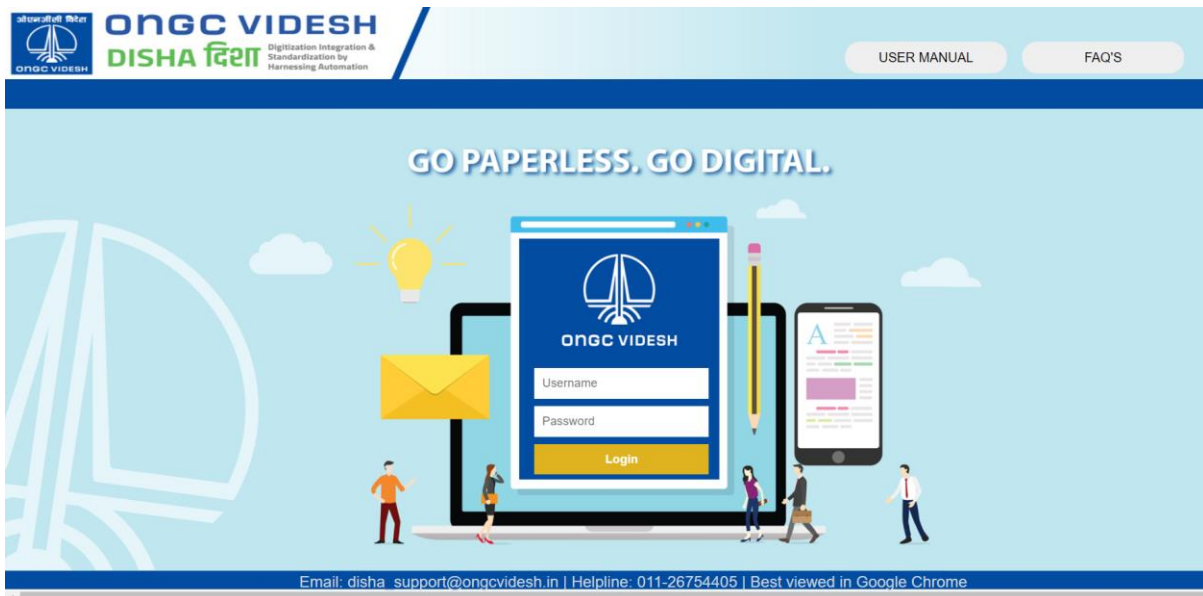 ओएनजीसी विदेश
ONGC VIDESH
ONGC VIDESH
DISHA दिशा
Digitization Integration &
Standardization by
Harnessing Automation
USER MANUAL
FAQ'S
GO PAPERLESS. GO DIGITAL.
ONGC VIDESH
Username
Password
Login
A
Email: disha_support@ongcvidesh.in | Helpline: 011-26754405 | Best viewed in Google Chrome